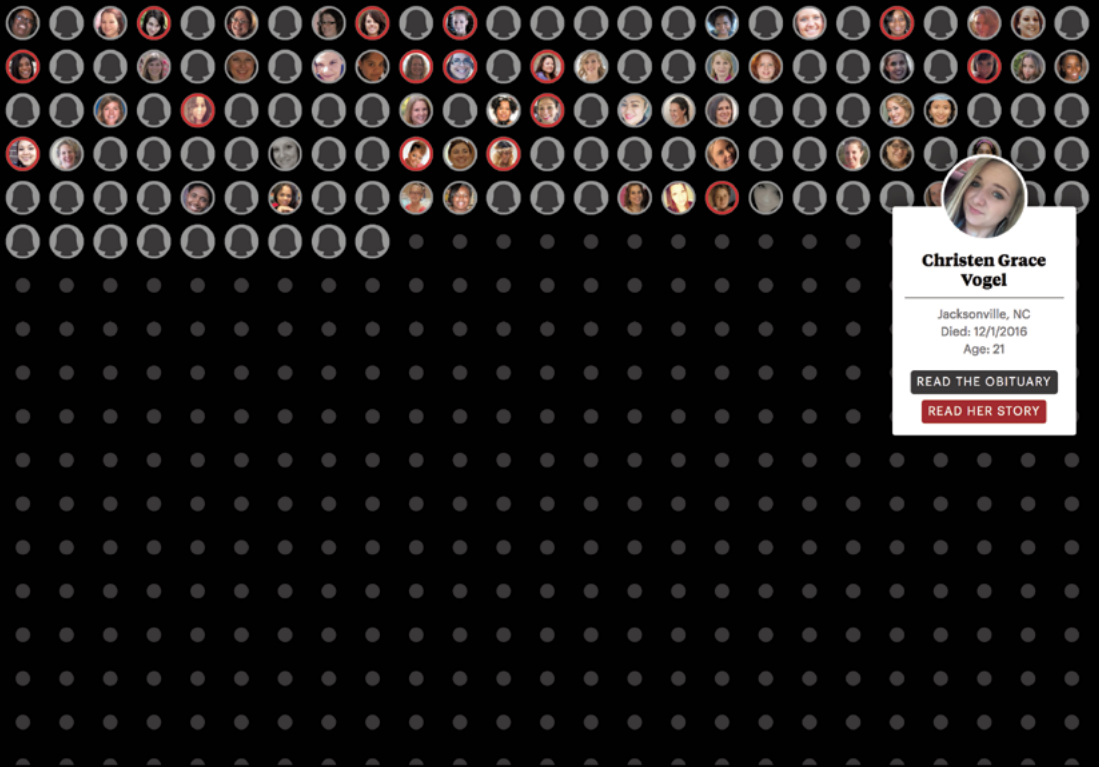 Christen Grace
Vogel
Jacksonville, NC
Died: 12/1/2016
Age: 21
READ THE OBITUARY
READ HER STORY